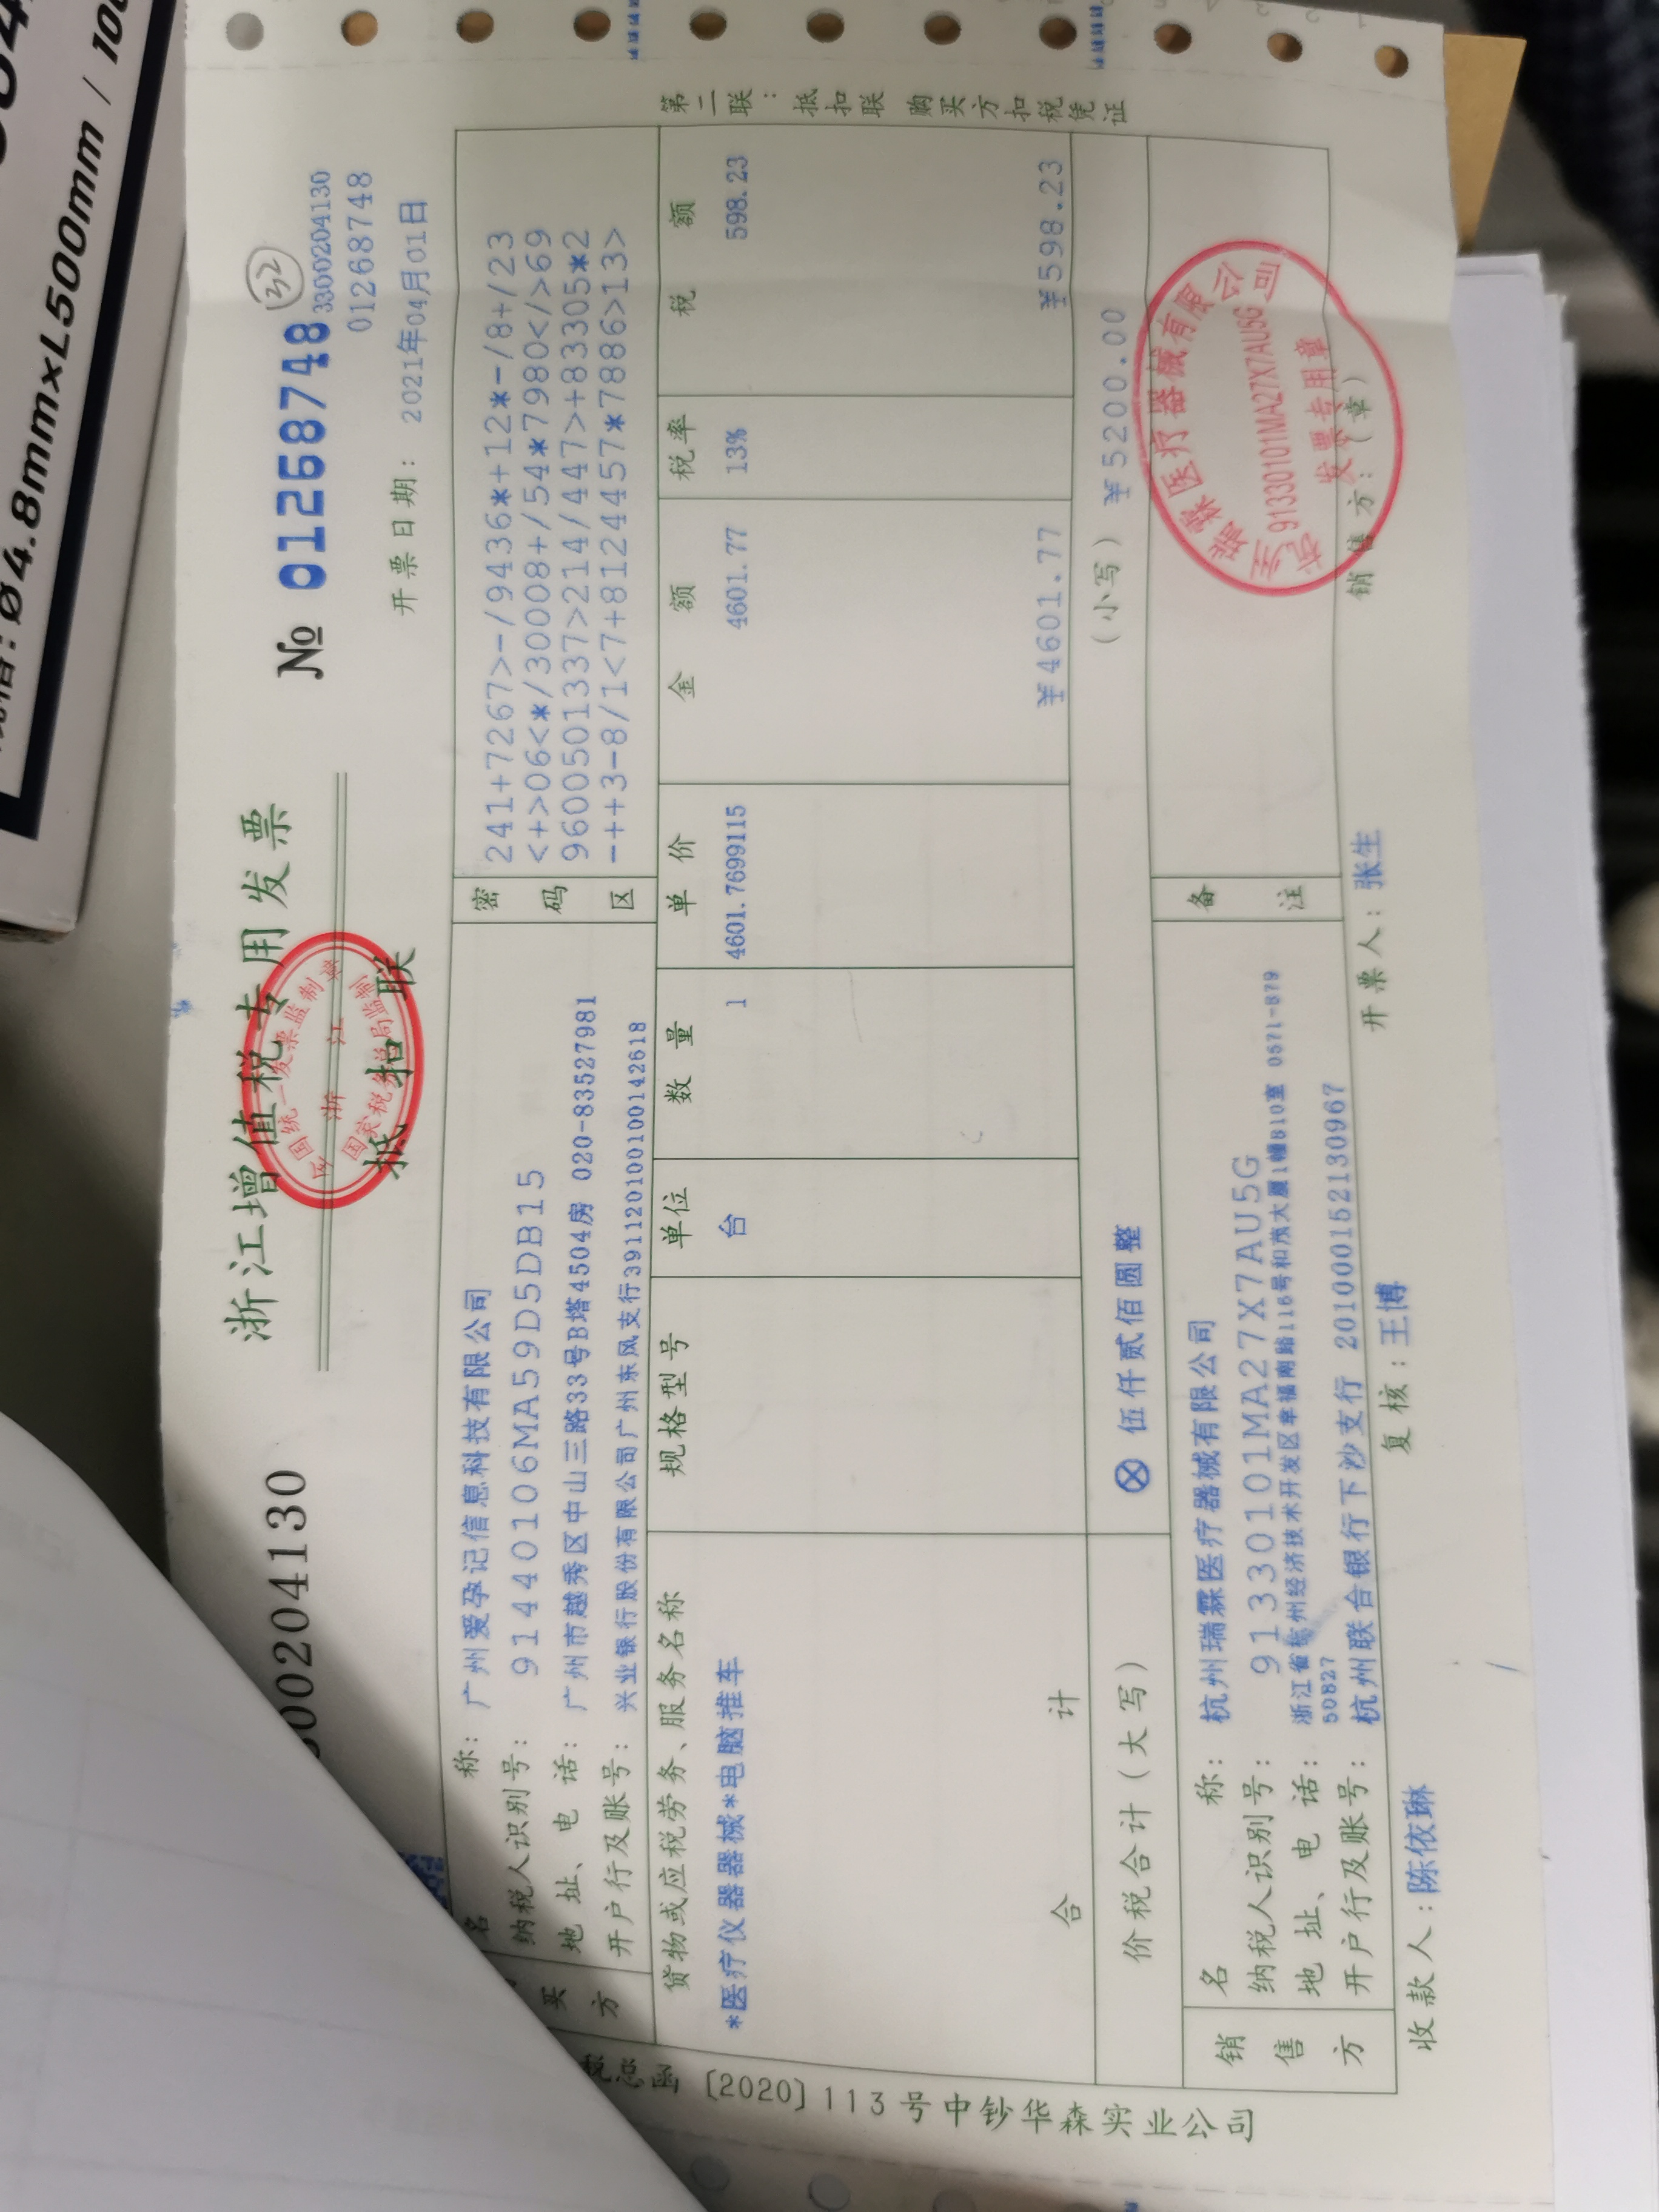 浙江增值税专用发票
抵扣联
全国统一发票监制章
浙 江
国家税务总局监制
00204130
№ 01268748
32
3300204130
01268748
开票日期: 2021年04月01日
买方
名 称: 广州爱孕记信息科技有限公司
纳税人识别号: 91440106MA59D5DB15
地 址、电 话: 广州市越秀区中山三路33号B塔4504房 020-83527981
开户行及账号: 兴业银行股份有限公司广州东风支行391120100100142618
密码区
241+7267>-/9436*+12*-/8+/23
<+>06<*/30008+/54*7980</>69
9600501337>214/447>+83305*2
-++3-8/1<7+8124457*7886>13>
货物或应税劳务、服务名称 规格型号 单位 数量 单价 金额 税率 税额
*医疗仪器器械*电脑推车 台 1 4601.7699115 4601.77 13% 598.23
合 计 ¥4601.77 ¥598.23
价税合计(大写) ⊗ 伍仟贰佰圆整 (小写) ¥5200.00
销售方
名 称: 杭州瑞霖医疗器械有限公司
纳税人识别号: 91330101MA27X7AU5G
地 址、电 话: 浙江省杭州经济技术开发区幸福南路1116号和茂大厦1幢810室 0571-879
50827
开户行及账号: 杭州联合银行下沙支行 201000152130967
备注
杭州瑞霖医疗器械有限公司
91330101MA27X7AU5G
发票专用章
收款人: 陈依琳 复核: 王博 开票人: 张生 销售方: (章)
第二联: 抵扣联 购买方扣税凭证
〔2020〕113号中钞华森实业公司
Ø4.8mm×L500mm / 100